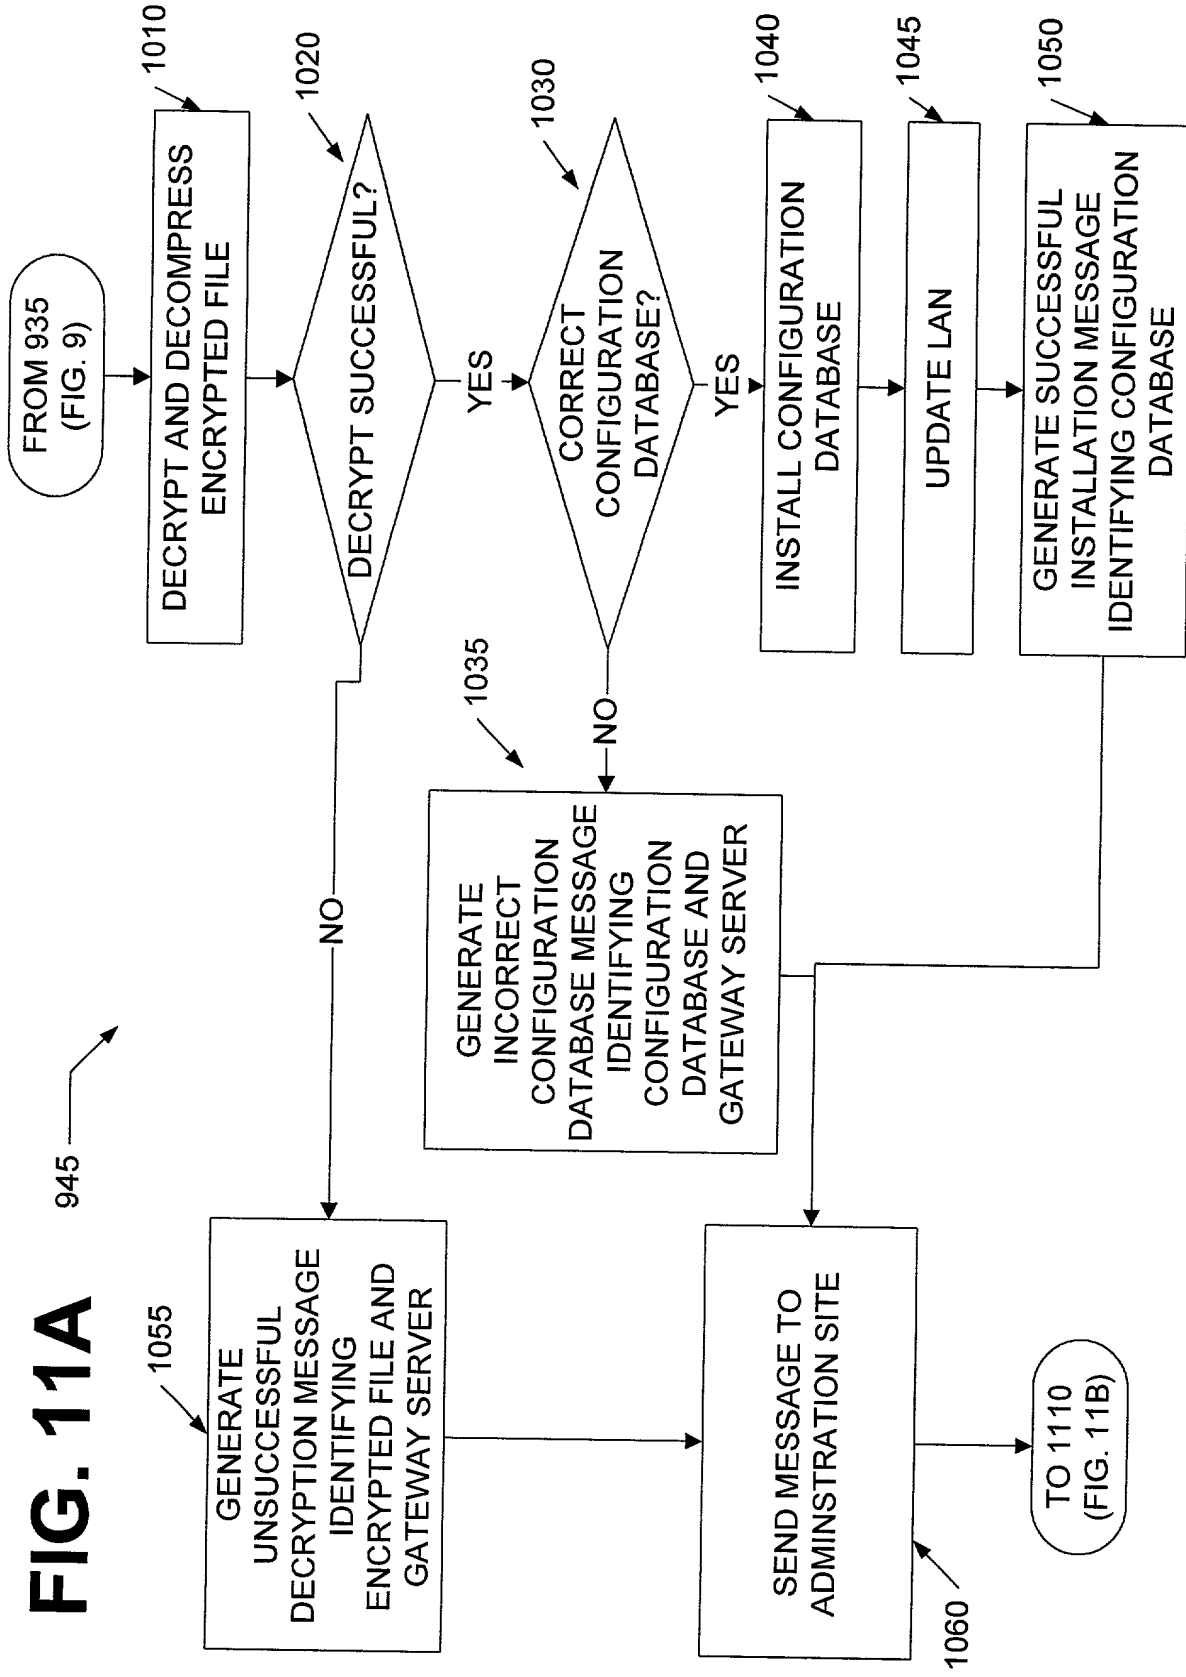 FIG. 11A
945
FROM 935
(FIG. 9)
1010
DECRYPT AND DECOMPRESS
ENCRYPTED FILE
1020
DECRYPT SUCCESSFUL?
NO
YES
1030
CORRECT
CONFIGURATION
DATABASE?
NO
YES
1035
GENERATE
INCORRECT
CONFIGURATION
DATABASE MESSAGE
IDENTIFYING
CONFIGURATION
DATABASE AND
GATEWAY SERVER
1040
INSTALL CONFIGURATION
DATABASE
1045
UPDATE LAN
1050
GENERATE SUCCESSFUL
INSTALLATION MESSAGE
IDENTIFYING CONFIGURATION
DATABASE
1055
GENERATE
UNSUCCESSFUL
DECRYPTION MESSAGE
IDENTIFYING
ENCRYPTED FILE AND
GATEWAY SERVER
SEND MESSAGE TO
ADMINSTRATION SITE
1060
TO 1110
(FIG. 11B)